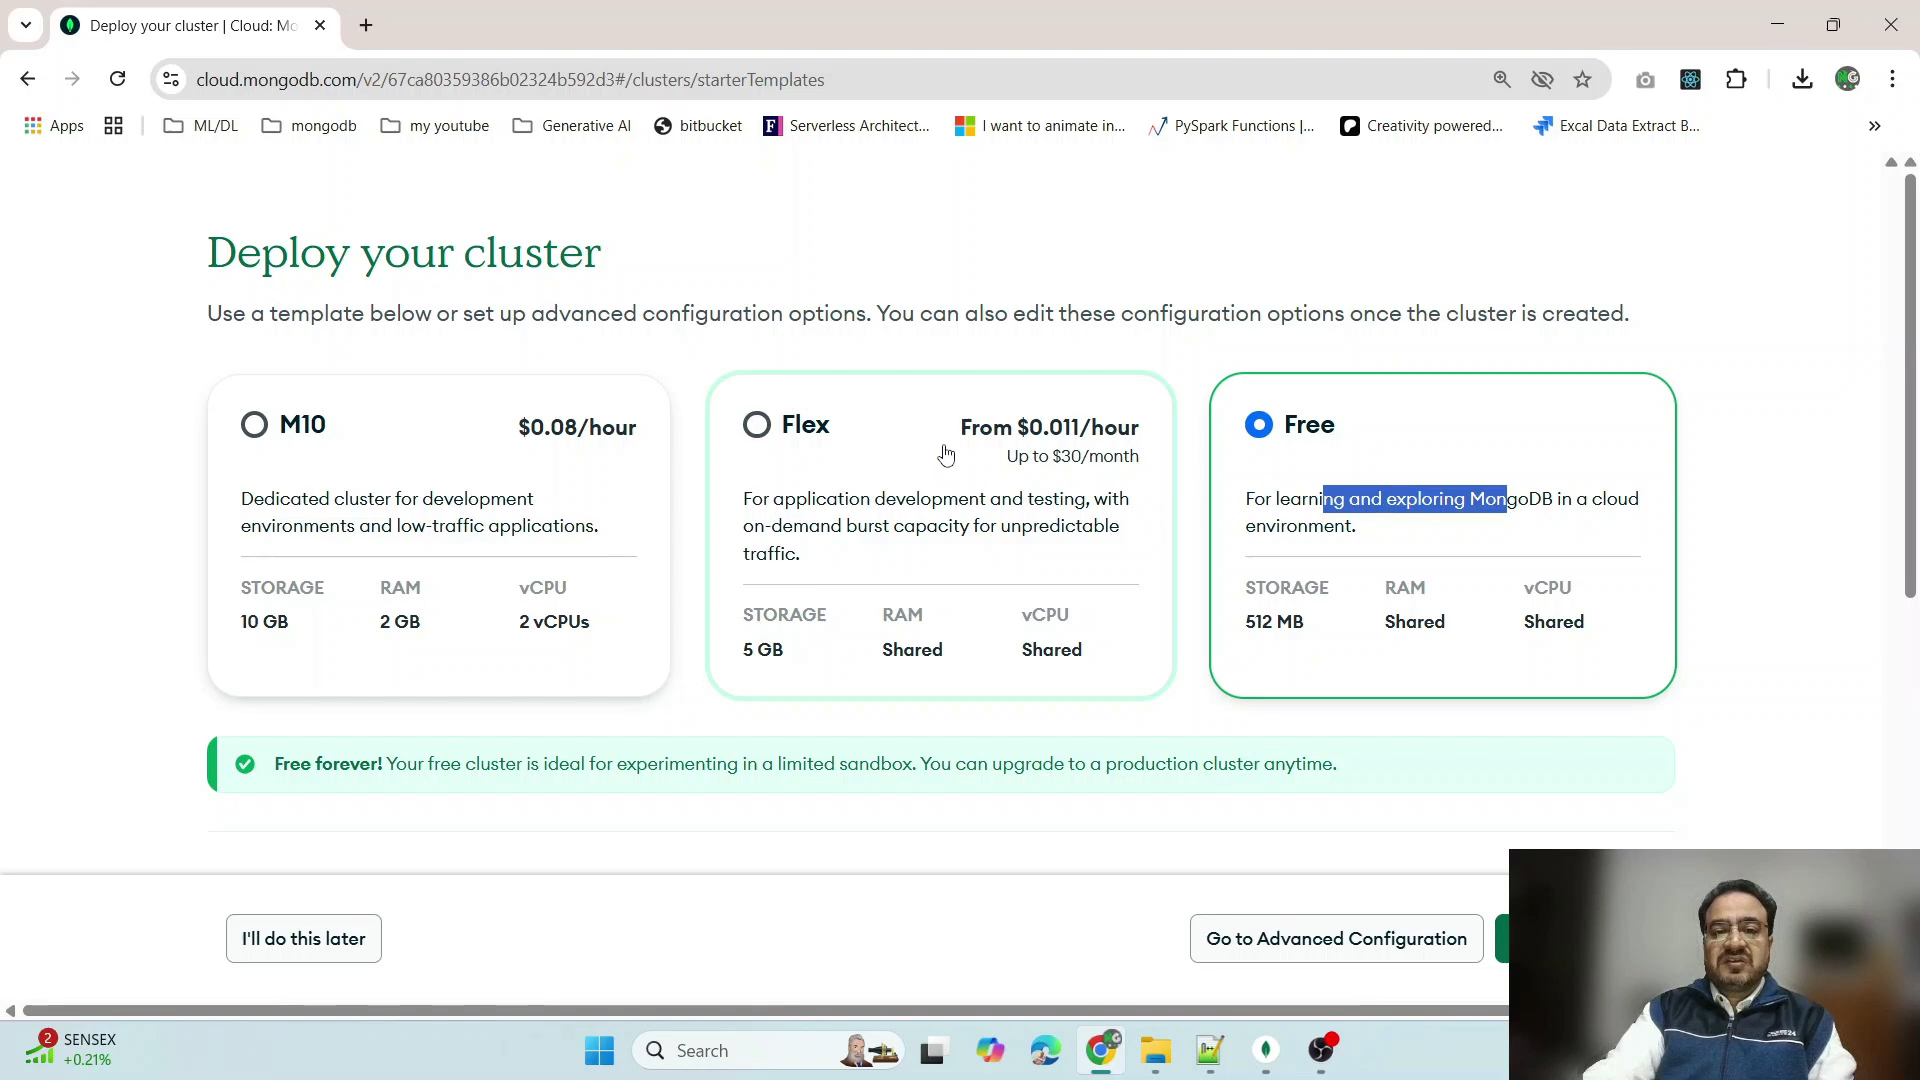 Deploy your cluster | Cloud: Mo
cloud.mongodb.com/v2/67ca80359386b02324b592d3#/clusters/starterTemplates
Apps
ML/DL
mongodb
my youtube
Generative AI
bitbucket
Serverless Architect...
I want to animate in...
PySpark Functions |...
Creativity powered...
Excal Data Extract B...
Deploy your cluster
Use a template below or set up advanced configuration options. You can also edit these configuration options once the cluster is created.
M10
$0.08/hour
Dedicated cluster for development
environments and low-traffic applications.
STORAGE RAM vCPU
10 GB 2 GB 2 vCPUs
Flex
From $0.011/hour
Up to $30/month
For application development and testing, with
on-demand burst capacity for unpredictable
traffic.
STORAGE RAM vCPU
5 GB Shared Shared
Free
For learning and exploring MongoDB in a cloud
environment.
STORAGE RAM vCPU
512 MB Shared Shared
Free forever! Your free cluster is ideal for experimenting in a limited sandbox. You can upgrade to a production cluster anytime.
I'll do this later
Go to Advanced Configuration
2
SENSEX
+0.21%
Search